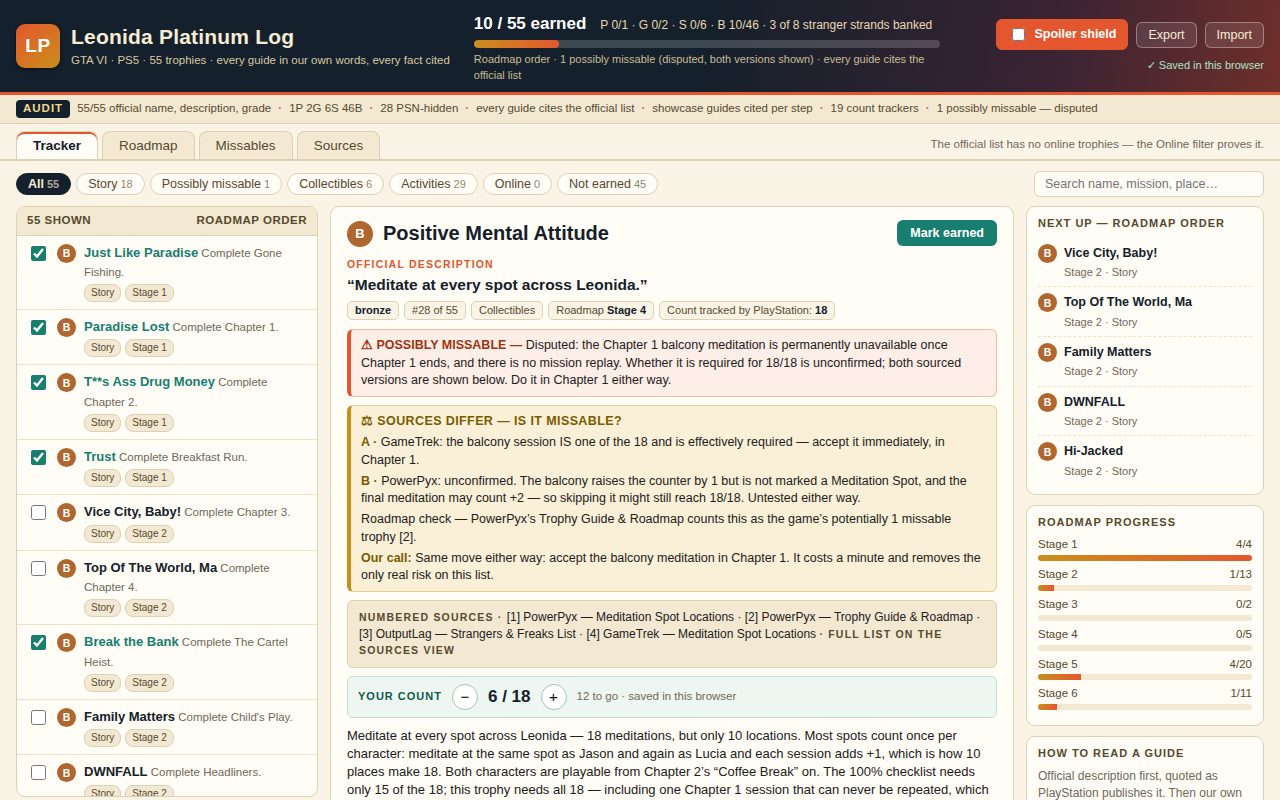 LP
Leonida Platinum Log
GTA VI · PS5 · 55 trophies · every guide in our own words, every fact cited
10 / 55 earned P 0/1 · G 0/2 · S 0/6 · B 10/46 · 3 of 8 stranger strands banked
Roadmap order · 1 possibly missable (disputed, both versions shown) · every guide cites the
official list
Spoiler shield
Export
Import
✓ Saved in this browser
AUDIT 55/55 official name, description, grade · 1P 2G 6S 46B · 28 PSN-hidden · every guide cites the official list · showcase guides cited per step · 19 count trackers · 1 possibly missable — disputed
Tracker
Roadmap
Missables
Sources
The official list has no online trophies — the Online filter proves it.
All 55
Story 18
Possibly missable 1
Collectibles 6
Activities 29
Online 0
Not earned 45
Search name, mission, place…
55 SHOWN
ROADMAP ORDER
B Just Like Paradise Complete Gone
Fishing.
Story Stage 1
B Paradise Lost Complete Chapter 1.
Story Stage 1
B T**s Ass Drug Money Complete
Chapter 2.
Story Stage 1
B Trust Complete Breakfast Run.
Story Stage 1
B Vice City, Baby! Complete Chapter 3.
Story Stage 2
B Top Of The World, Ma Complete
Chapter 4.
Story Stage 2
B Break the Bank Complete The Cartel
Heist.
Story Stage 2
B Family Matters Complete Child's Play.
Story Stage 2
B DWNFALL Complete Headliners.
Story Stage 2
B Positive Mental Attitude
Mark earned
OFFICIAL DESCRIPTION
“Meditate at every spot across Leonida.”
bronze #28 of 55 Collectibles Roadmap Stage 4 Count tracked by PlayStation: 18
⚠ POSSIBLY MISSABLE — Disputed: the Chapter 1 balcony meditation is permanently unavailable once
Chapter 1 ends, and there is no mission replay. Whether it is required for 18/18 is unconfirmed; both sourced
versions are shown below. Do it in Chapter 1 either way.
⚖ SOURCES DIFFER — IS IT MISSABLE?
A · GameTrek: the balcony session IS one of the 18 and is effectively required — accept it immediately, in
Chapter 1.
B · PowerPyx: unconfirmed. The balcony raises the counter by 1 but is not marked a Meditation Spot, and the
final meditation may count +2 — so skipping it might still reach 18/18. Untested either way.
Roadmap check — PowerPyx’s Trophy Guide & Roadmap counts this as the game’s potentially 1 missable
trophy [2].
Our call: Same move either way: accept the balcony meditation in Chapter 1. It costs a minute and removes the
only real risk on this list.
NUMBERED SOURCES · [1] PowerPyx — Meditation Spot Locations · [2] PowerPyx — Trophy Guide & Roadmap ·
[3] OutputLag — Strangers & Freaks List · [4] GameTrek — Meditation Spot Locations · FULL LIST ON THE
SOURCES VIEW
YOUR COUNT − 6 / 18 + 12 to go · saved in this browser
Meditate at every spot across Leonida — 18 meditations, but only 10 locations. Most spots count once per
character: meditate at the same spot as Jason and again as Lucia and each session adds +1, which is how 10
places make 18. Both characters are playable from Chapter 2’s “Coffee Break” on. The 100% checklist needs
only 15 of the 18; this trophy needs all 18 — including one Chapter 1 session that can never be repeated, which
NEXT UP — ROADMAP ORDER
B Vice City, Baby!
Stage 2 · Story
B Top Of The World, Ma
Stage 2 · Story
B Family Matters
Stage 2 · Story
B DWNFALL
Stage 2 · Story
B Hi-Jacked
Stage 2 · Story
ROADMAP PROGRESS
Stage 1 4/4
Stage 2 1/13
Stage 3 0/2
Stage 4 0/5
Stage 5 4/20
Stage 6 1/11
HOW TO READ A GUIDE
Official description first, quoted as
PlayStation publishes it. Then our own